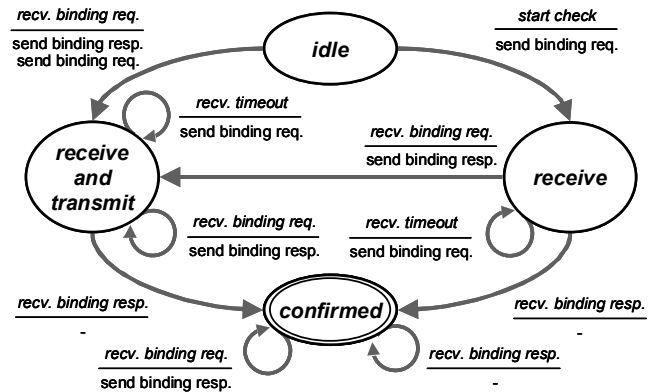 recv. binding req.
send binding resp.
send binding req.
idle
start check
send binding req.
recv. timeout
send binding req.
recv. binding req.
send binding resp.
receive
and
transmit
receive
recv. binding req.
send binding resp.
recv. timeout
send binding req.
recv. binding resp.
-
confirmed
recv. binding resp.
-
recv. binding req.
send binding resp.
recv. binding resp.
-